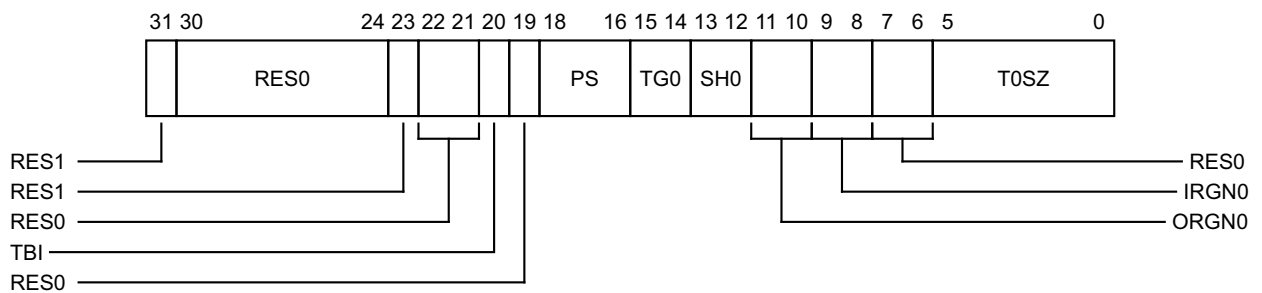 31 30 24 23 22 21 20 19 18 16 15 14 13 12 11 10 9 8 7 6 5 0
RES0 PS TG0 SH0 T0SZ
RES1 RES0
RES1 IRGN0
RES0 ORGN0
TBI
RES0